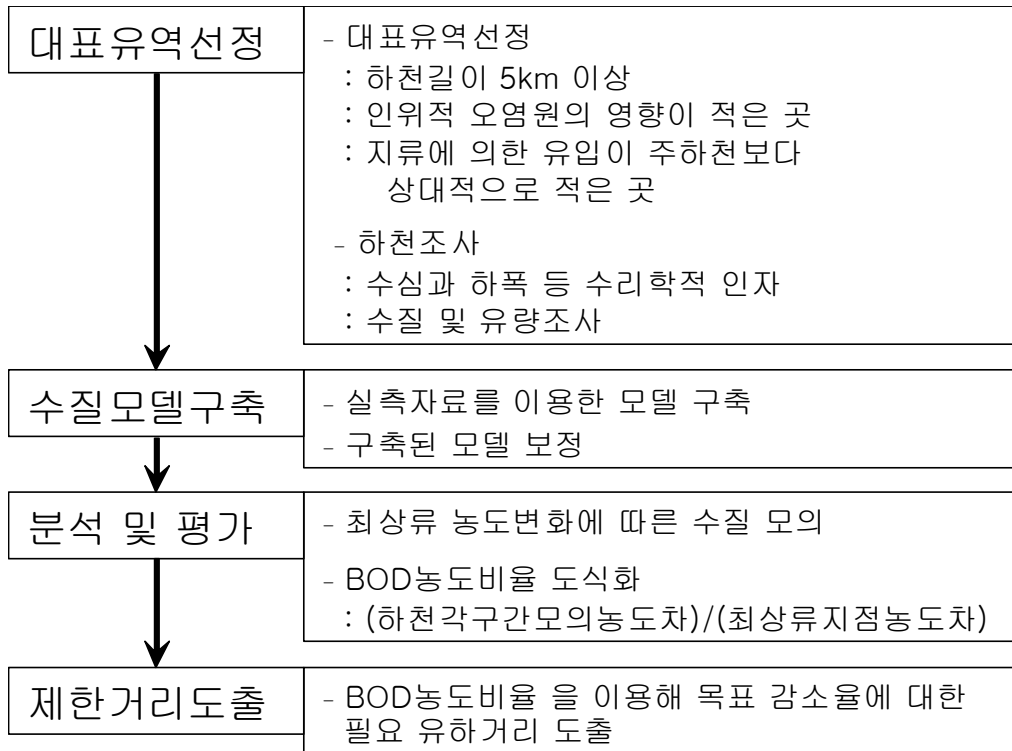 대표유역선정
- 대표유역선정
: 하천길이 5km 이상
: 인위적 오염원의 영향이 적은 곳
: 지류에 의한 유입이 주하천보다
상대적으로 적은 곳
- 하천조사
: 수심과 하폭 등 수리학적 인자
: 수질 및 유량조사
수질모델구축
- 실측자료를 이용한 모델 구축
- 구축된 모델 보정
분석 및 평가
- 최상류 농도변화에 따른 수질 모의
- BOD농도비율 도식화
: (하천각구간모의농도차)/(최상류지점농도차)
제한거리도출
- BOD농도비율 을 이용해 목표 감소율에 대한
필요 유하거리 도출